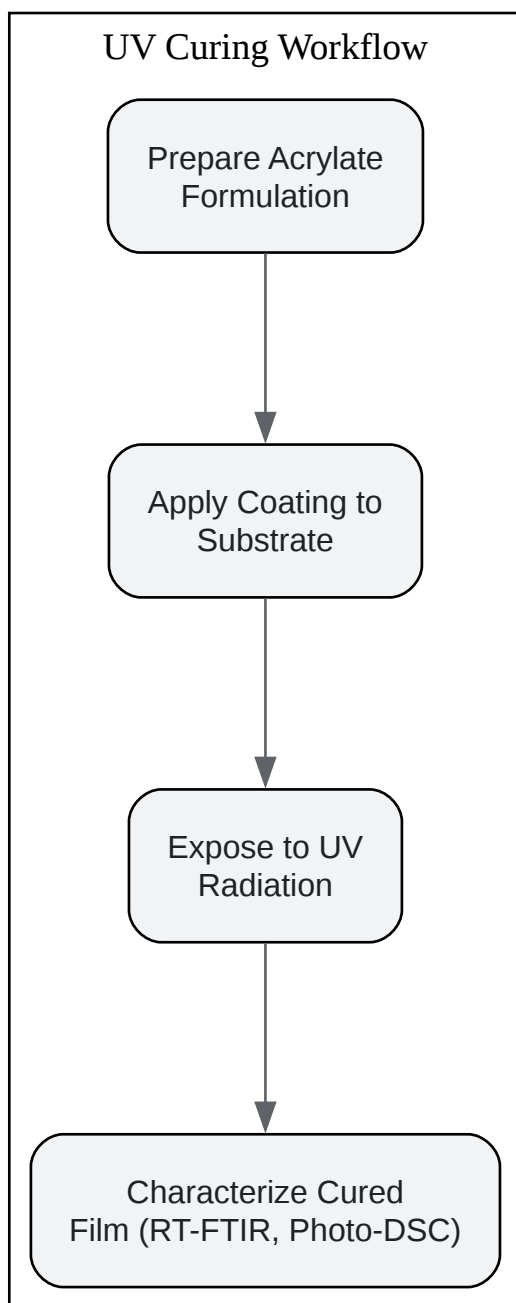 UV Curing Workflow
Prepare Acrylate
Formulation
Apply Coating to
Substrate
Expose to UV
Radiation
Characterize Cured
Film (RT-FTIR, Photo-DSC)